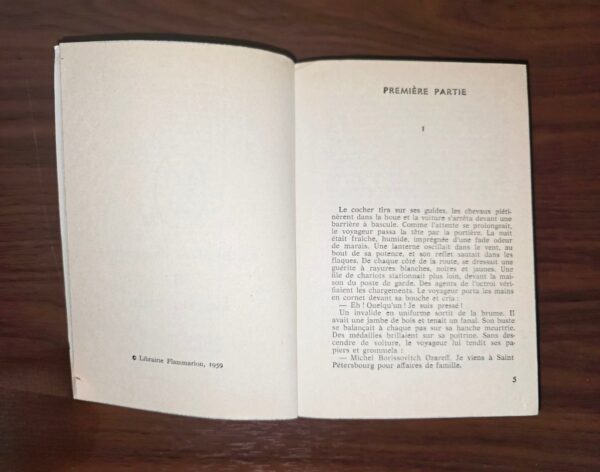 © Librairie Flammarion, 1959
PREMIÈRE PARTIE
I
Le cocher tira sur ses guides, les chevaux piéti-
nèrent dans la boue et la voiture s'arrêta devant une
barrière à bascule. Comme l'attente se prolongeait,
le voyageur passa la tête par la portière. La nuit
était fraîche, humide, imprégnée d'une fade odeur
de marais. Une lanterne oscillait dans le vent, au
bout de sa potence, et son reflet sautait dans les
flaques. De chaque côté de la route, se dressait une
guérite à rayures blanches, noires et jaunes. Une
file de chariots stationnait plus loin, devant la maison
du poste de garde. Des agents de l'octroi véri-
fiaient les chargements. Le voyageur porta les mains
en cornet devant sa bouche et cria :
— Eh ! Quelqu'un ! Je suis pressé !
Un invalide en uniforme sortit de la brume. Il
avait une jambe de bois et tenait un fanal. Son buste
se balançait à chaque pas sur sa hanche meurtrie.
Des médailles brillaient sur sa poitrine. Sans des-
cendre de voiture, le voyageur lui tendit ses pa-
piers et grommela :
— Michel Borissovitch Ozareff. Je viens à Saint
Pétersbourg pour affaires de famille.
5